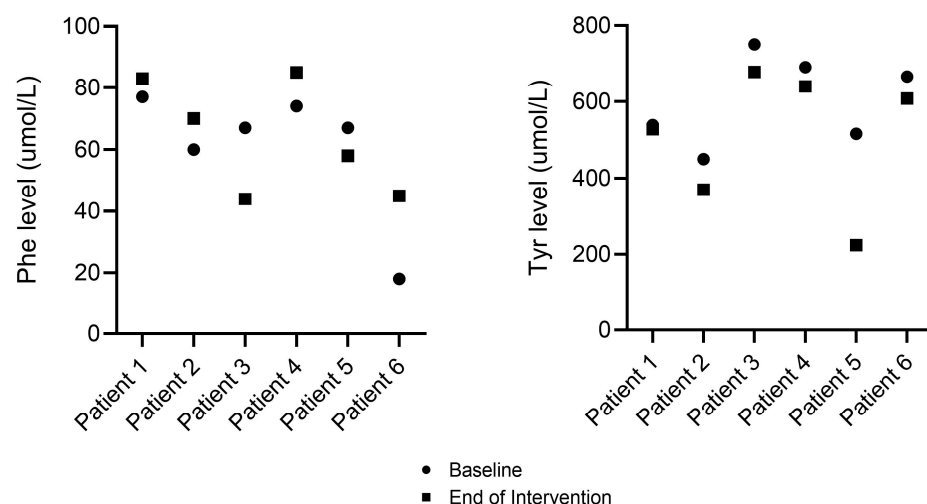 Phe level (umol/L)
100
80
60
40
20
0
Patient 1
Patient 2
Patient 3
Patient 4
Patient 5
Patient 6
Tyr level (umol/L)
800
600
400
200
0
Patient 1
Patient 2
Patient 3
Patient 4
Patient 5
Patient 6
Baseline
End of Intervention